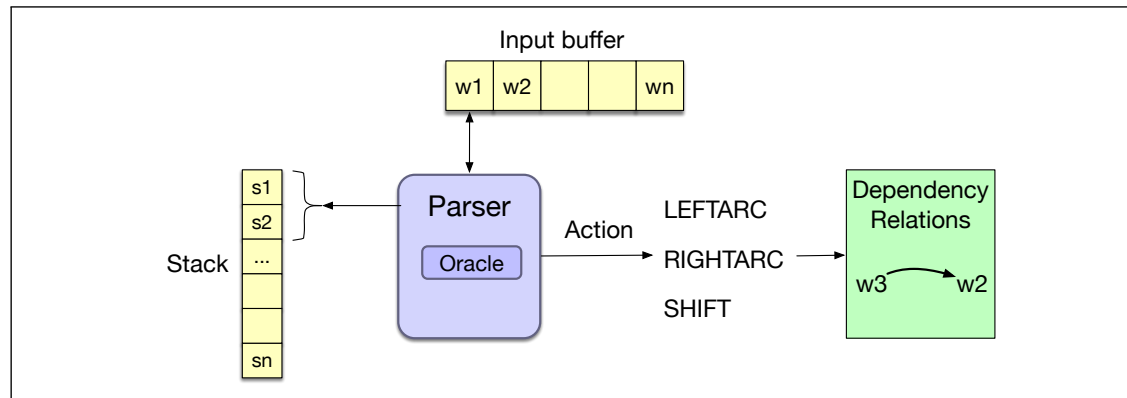 Input buffer
w1 w2 wn
s1
s2
...
sn
Stack
Parser
Oracle
Action
LEFTARC
RIGHTARC
SHIFT
Dependency
Relations
w3 w2